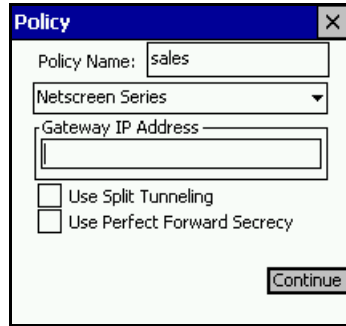 Policy
Policy Name: sales
Netscreen Series
Gateway IP Address
Use Split Tunneling
Use Perfect Forward Secrecy
Continue